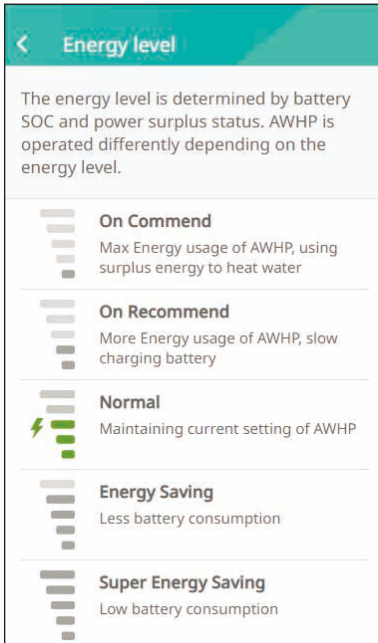 Energy level
The energy level is determined by battery
SOC and power surplus status. AWHP is
operated differently depending on the
energy level.
On Commend
Max Energy usage of AWHP, using
surplus energy to heat water
On Recommend
More Energy usage of AWHP, slow
charging battery
Normal
Maintaining current setting of AWHP
Energy Saving
Less battery consumption
Super Energy Saving
Low battery consumption